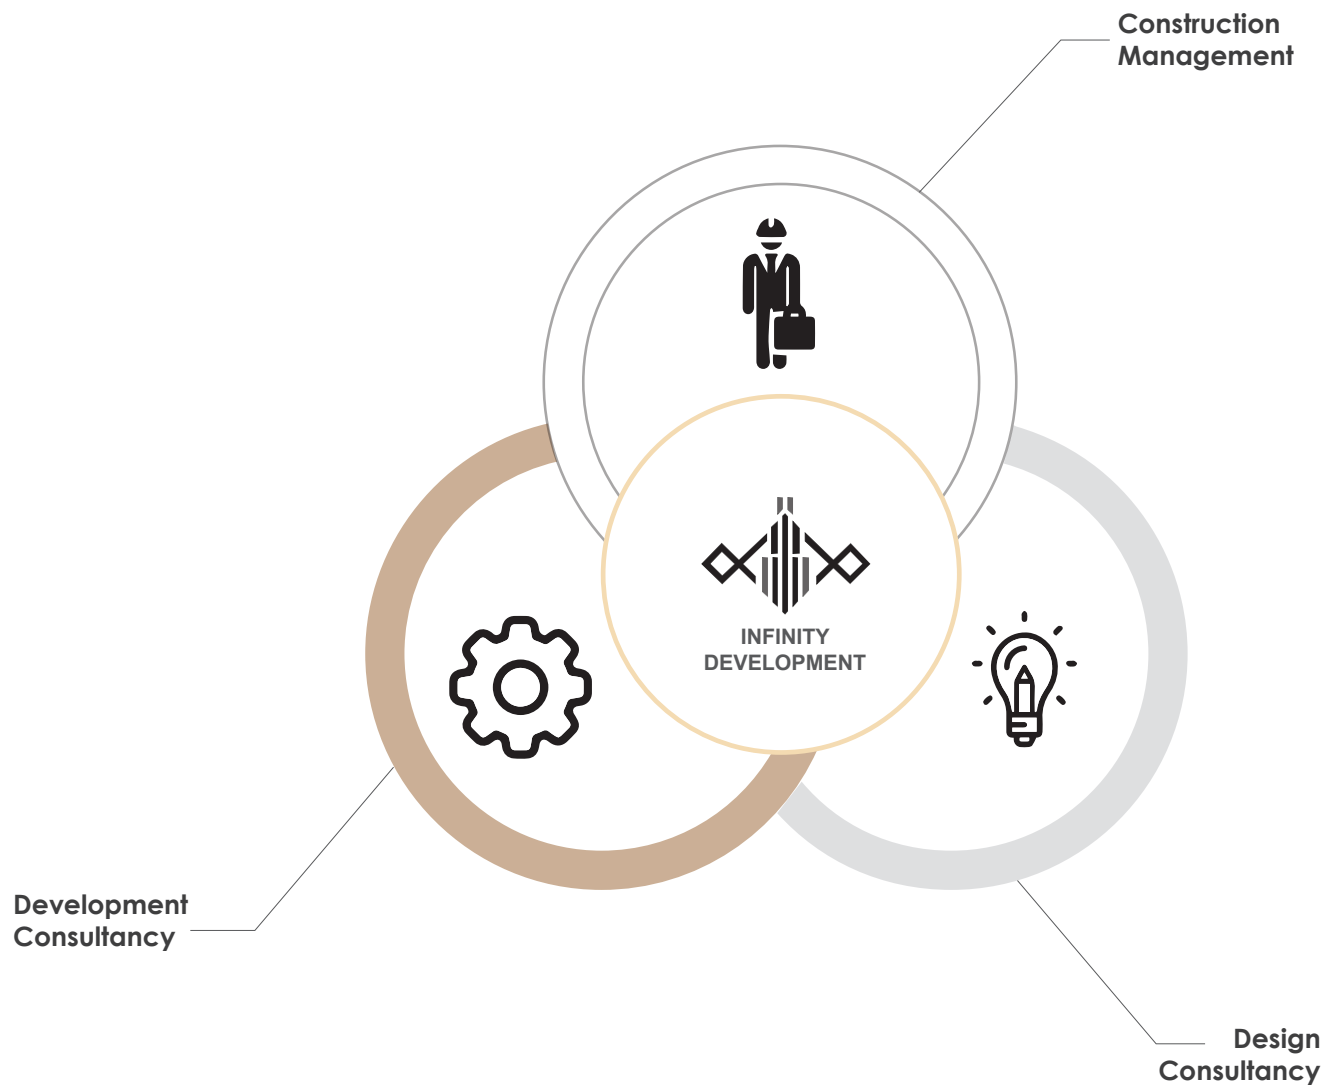 Construction
Management
INFINITY
DEVELOPMENT
Development
Consultancy
Design
Consultancy